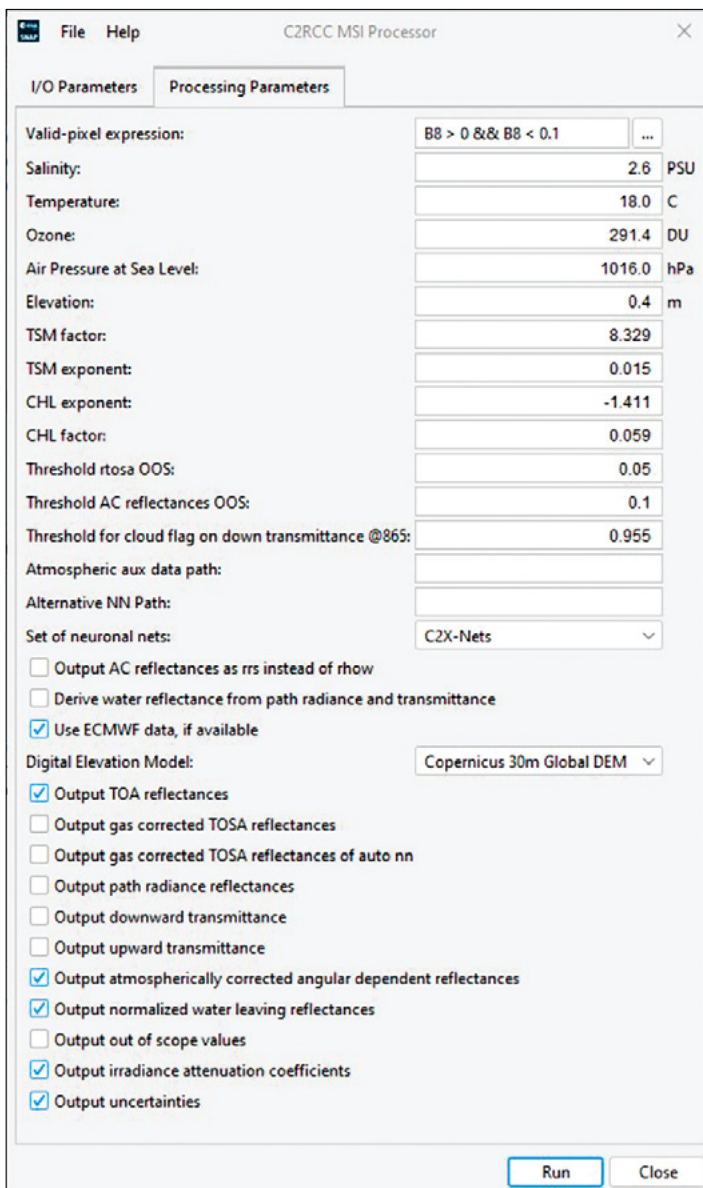 esa
SNAP
File Help C2RCC MSI Processor
I/O Parameters Processing Parameters
Valid-pixel expression: B8 > 0 && B8 < 0.1 ...
Salinity: 2.6 PSU
Temperature: 18.0 C
Ozone: 291.4 DU
Air Pressure at Sea Level: 1016.0 hPa
Elevation: 0.4 m
TSM factor: 8.329
TSM exponent: 0.015
CHL exponent: -1.411
CHL factor: 0.059
Threshold rtosa OOS: 0.05
Threshold AC reflectances OOS: 0.1
Threshold for cloud flag on down transmittance @865: 0.955
Atmospheric aux data path:
Alternative NN Path:
Set of neuronal nets: C2X-Nets
Output AC reflectances as rrs instead of rhow
Derive water reflectance from path radiance and transmittance
Use ECMWF data, if available
Digital Elevation Model: Copernicus 30m Global DEM
Output TOA reflectances
Output gas corrected TOSA reflectances
Output gas corrected TOSA reflectances of auto nn
Output path radiance reflectances
Output downward transmittance
Output upward transmittance
Output atmospherically corrected angular dependent reflectances
Output normalized water leaving reflectances
Output out of scope values
Output irradiance attenuation coefficients
Output uncertainties
Run Close